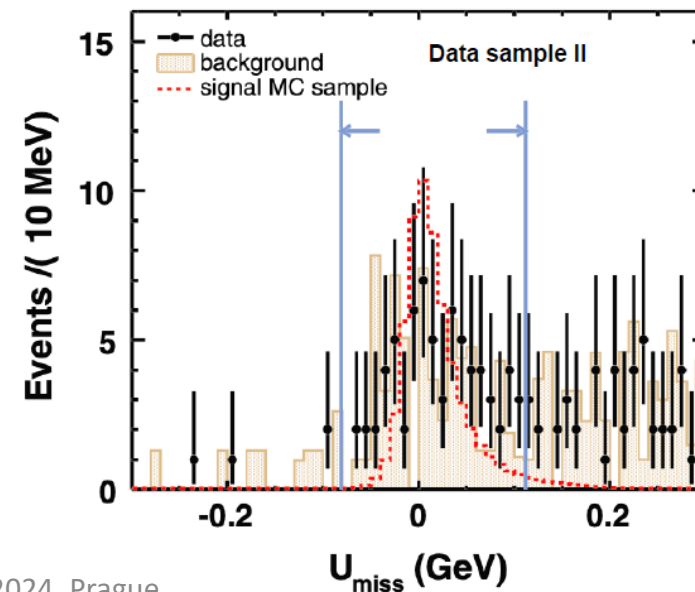 15
data
background
signal MC sample
Data sample II
10
5
0
Events /( 10 MeV)
-0.2
0
0.2
U_miss (GeV)
2024, Prague